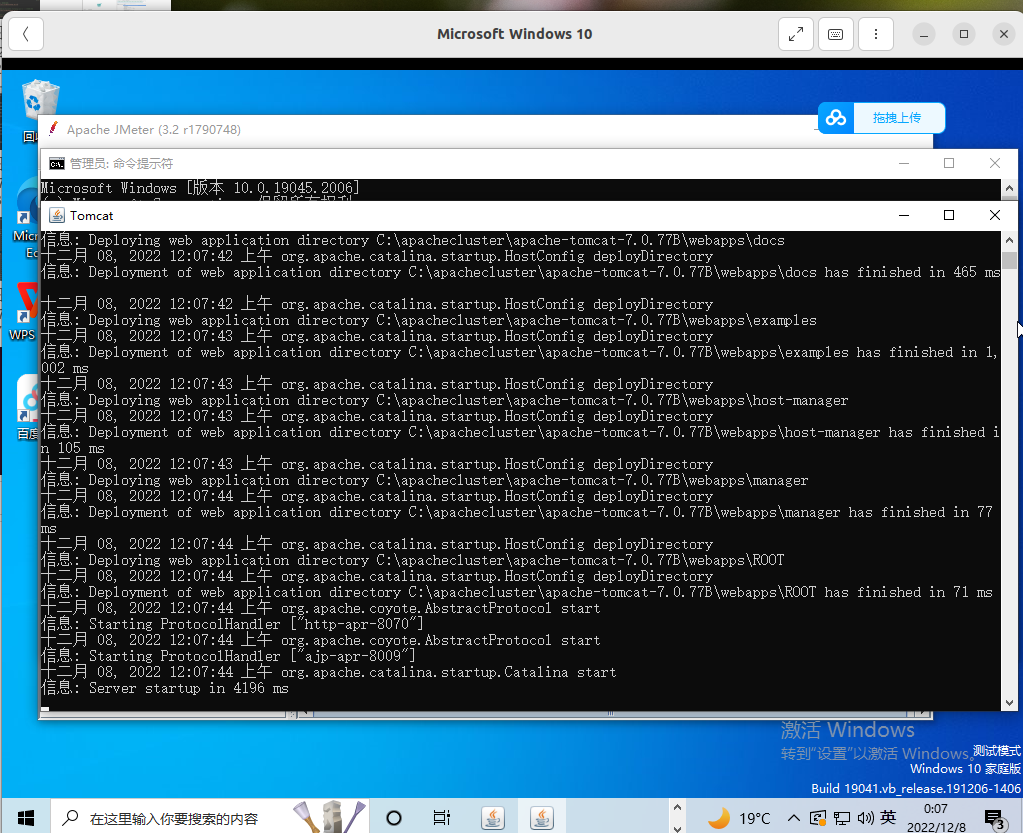 Microsoft Windows 10
Apache JMeter (3.2 r1790748)
拖拽上传
管理员: 命令提示符
Microsoft Windows [版本 10.0.19045.2006]
Tomcat
信息: Deploying web application directory C:\apachecluster\apache-tomcat-7.0.77B\webapps\docs
十二月 08, 2022 12:07:42 上午 org.apache.catalina.startup.HostConfig deployDirectory
信息: Deployment of web application directory C:\apachecluster\apache-tomcat-7.0.77B\webapps\docs has finished in 465 ms
十二月 08, 2022 12:07:42 上午 org.apache.catalina.startup.HostConfig deployDirectory
信息: Deploying web application directory C:\apachecluster\apache-tomcat-7.0.77B\webapps\examples
十二月 08, 2022 12:07:43 上午 org.apache.catalina.startup.HostConfig deployDirectory
信息: Deployment of web application directory C:\apachecluster\apache-tomcat-7.0.77B\webapps\examples has finished in 1,
002 ms
十二月 08, 2022 12:07:43 上午 org.apache.catalina.startup.HostConfig deployDirectory
信息: Deploying web application directory C:\apachecluster\apache-tomcat-7.0.77B\webapps\host-manager
十二月 08, 2022 12:07:43 上午 org.apache.catalina.startup.HostConfig deployDirectory
信息: Deployment of web application directory C:\apachecluster\apache-tomcat-7.0.77B\webapps\host-manager has finished i
n 105 ms
十二月 08, 2022 12:07:43 上午 org.apache.catalina.startup.HostConfig deployDirectory
信息: Deploying web application directory C:\apachecluster\apache-tomcat-7.0.77B\webapps\manager
十二月 08, 2022 12:07:44 上午 org.apache.catalina.startup.HostConfig deployDirectory
信息: Deployment of web application directory C:\apachecluster\apache-tomcat-7.0.77B\webapps\manager has finished in 77
ms
十二月 08, 2022 12:07:44 上午 org.apache.catalina.startup.HostConfig deployDirectory
信息: Deploying web application directory C:\apachecluster\apache-tomcat-7.0.77B\webapps\ROOT
十二月 08, 2022 12:07:44 上午 org.apache.catalina.startup.HostConfig deployDirectory
信息: Deployment of web application directory C:\apachecluster\apache-tomcat-7.0.77B\webapps\ROOT has finished in 71 ms
十二月 08, 2022 12:07:44 上午 org.apache.coyote.AbstractProtocol start
信息: Starting ProtocolHandler ["http-apr-8070"]
十二月 08, 2022 12:07:44 上午 org.apache.coyote.AbstractProtocol start
信息: Starting ProtocolHandler ["ajp-apr-8009"]
十二月 08, 2022 12:07:44 上午 org.apache.catalina.startup.Catalina start
信息: Server startup in 4196 ms
WPS
激活 Windows
转到"设置"以激活 Windows。
测试模式
Windows 10 家庭版
Build 19041.vb_release.191206-1406
在这里输入你要搜索的内容
19°C
英
0:07
2022/12/8
3